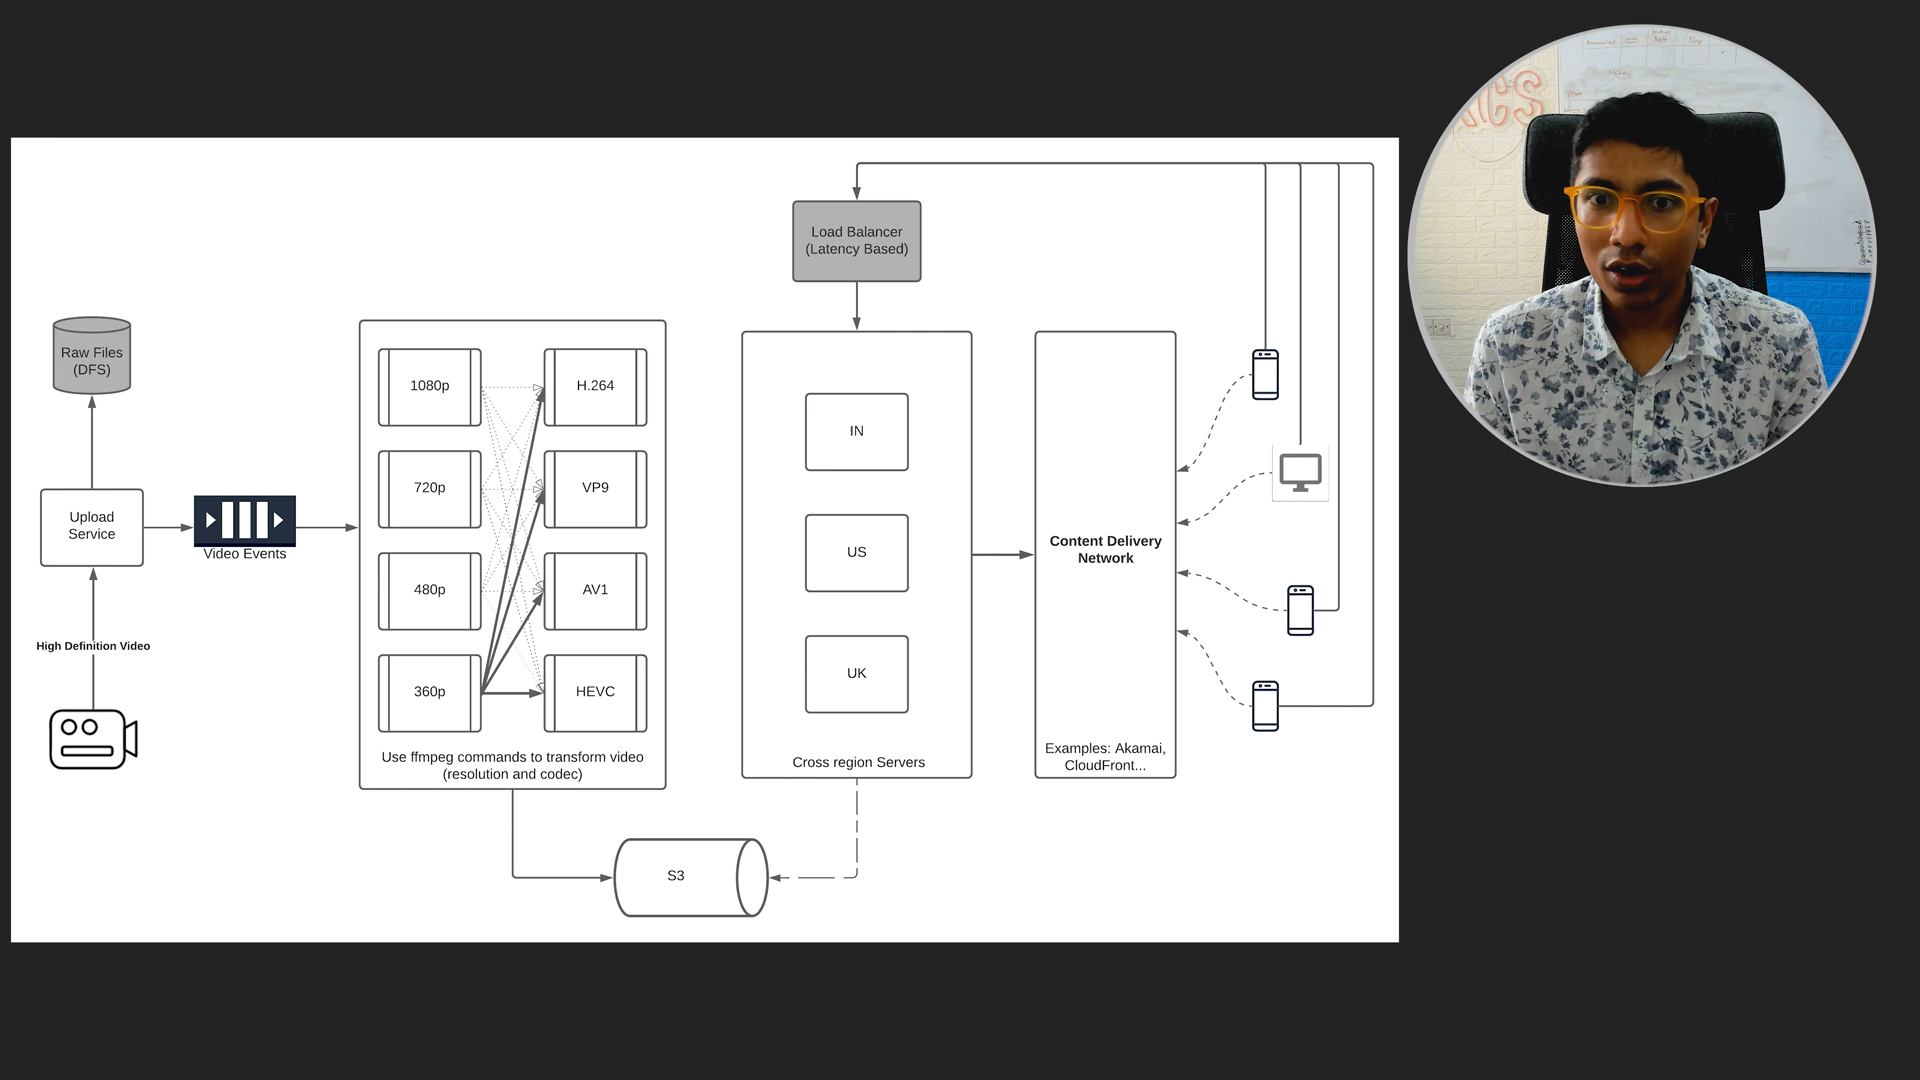 Load Balancer
(Latency Based)
Raw Files
(DFS)
Upload
Service
Video Events
High Definition Video
1080p
H.264
720p
VP9
480p
AV1
360p
HEVC
Use ffmpeg commands to transform video
(resolution and codec)
IN
US
UK
Cross region Servers
Content Delivery
Network
Examples: Akamai,
CloudFront...
S3